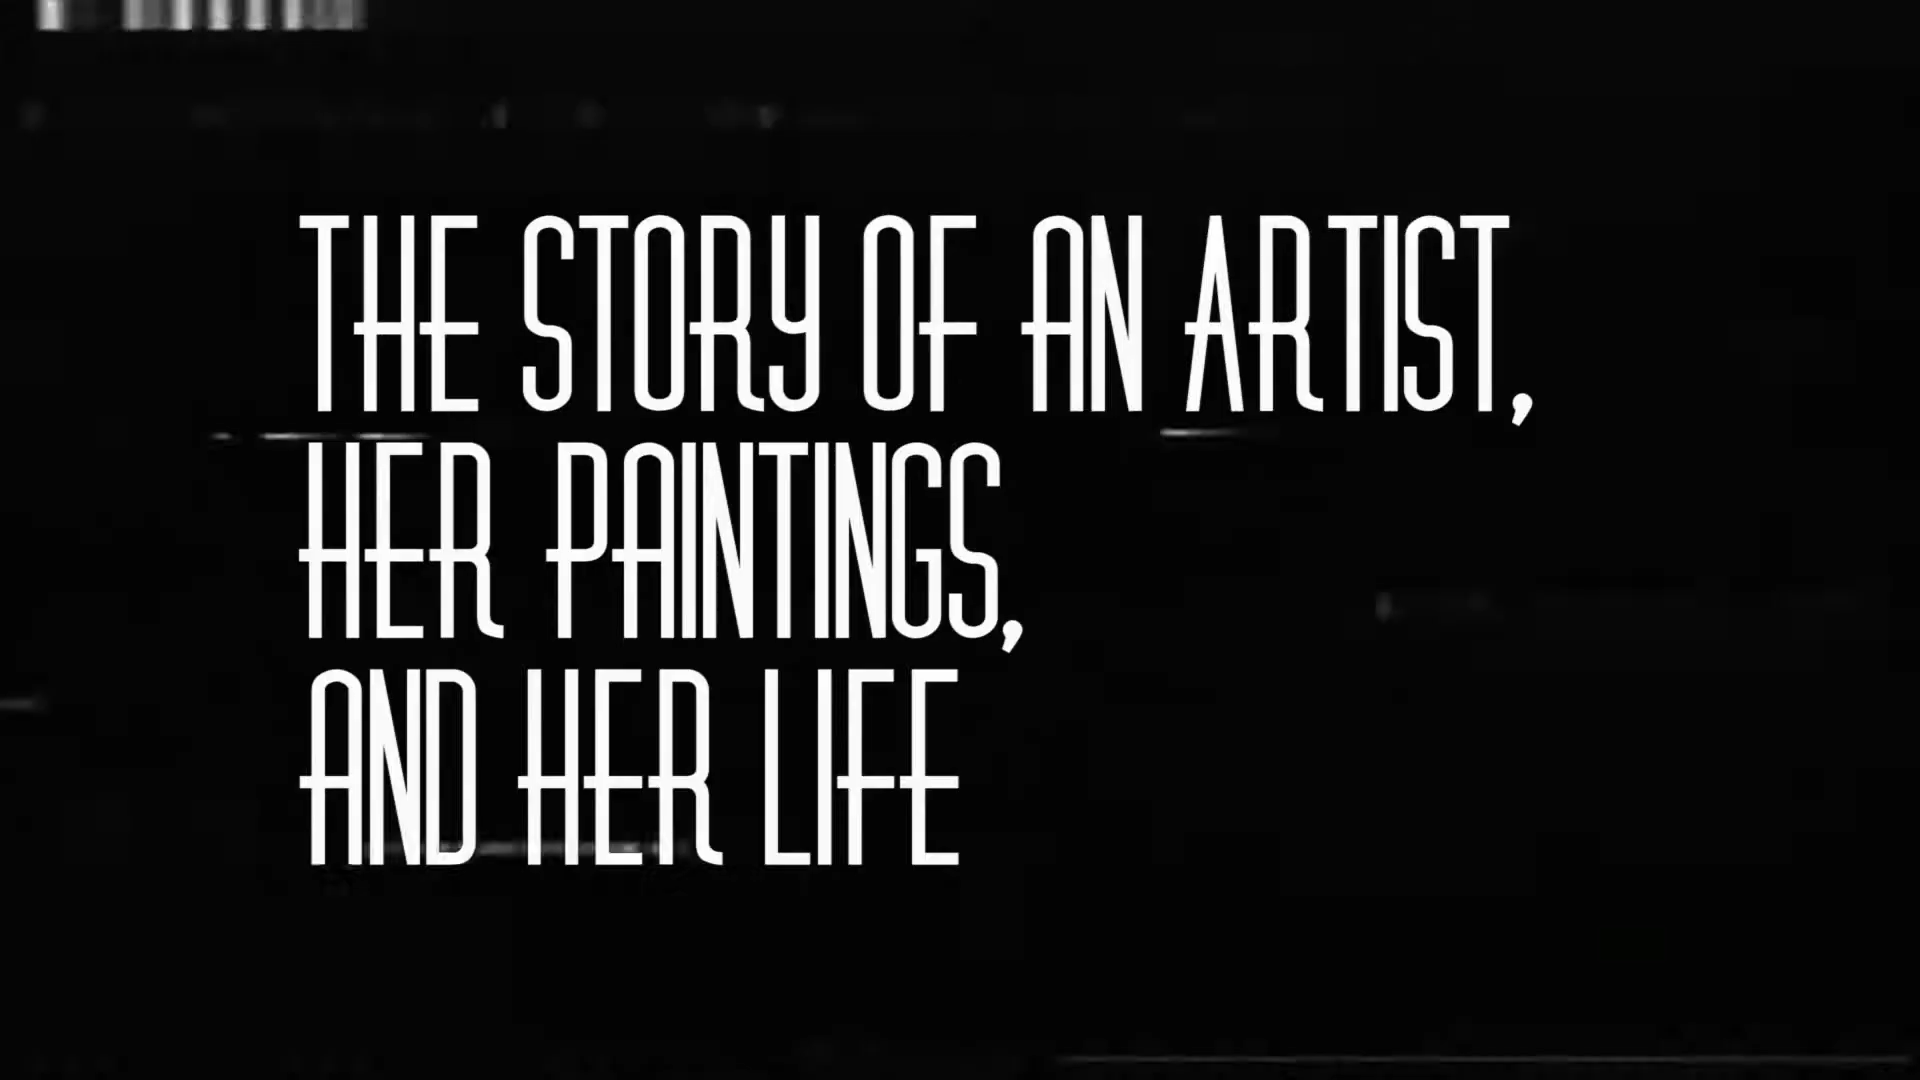 THE STORY OF AN ARTIST,
HER PAINTINGS,
AND HER LIFE